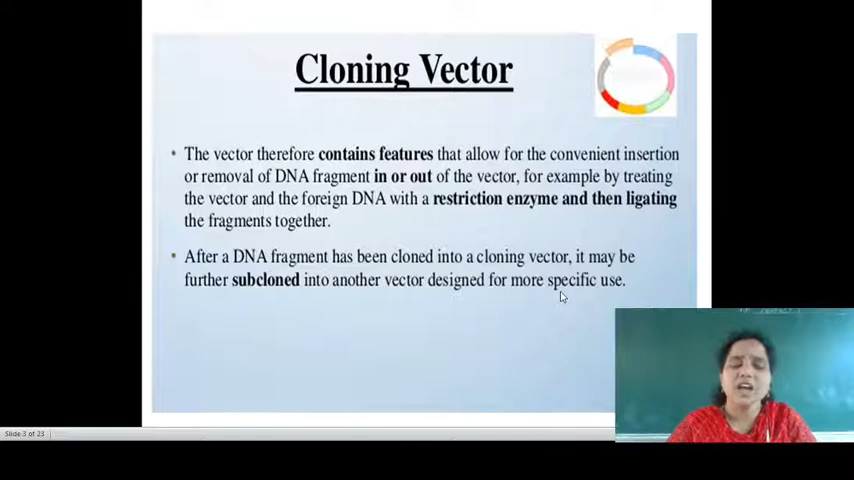 Cloning Vector
• The vector therefore contains features that allow for the convenient insertion
or removal of DNA fragment in or out of the vector, for example by treating
the vector and the foreign DNA with a restriction enzyme and then ligating
the fragments together.
• After a DNA fragment has been cloned into a cloning vector, it may be
further subcloned into another vector designed for more specific use.
Slide 3 of 23